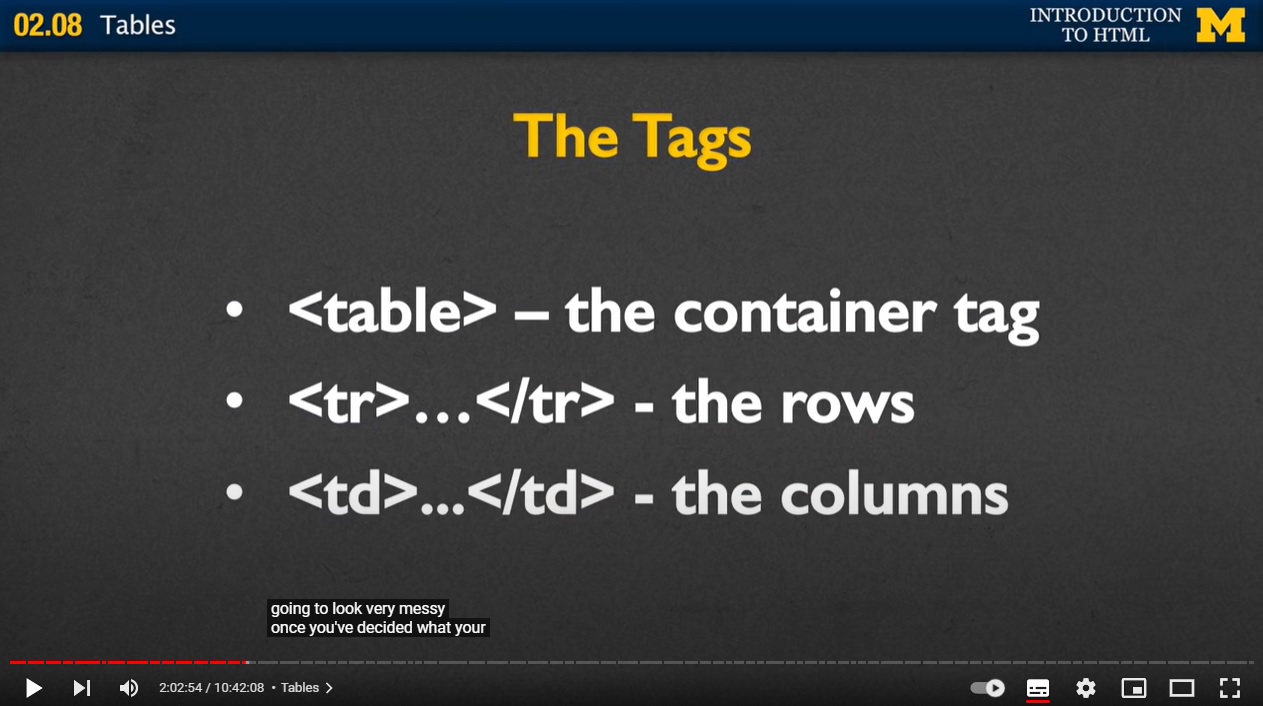 02.08 Tables
INTRODUCTION
TO HTML
M
The Tags
• <table> – the container tag
• <tr>…</tr> - the rows
• <td>...</td> - the columns
going to look very messy
once you've decided what your
2:02:54 / 10:42:08 • Tables >